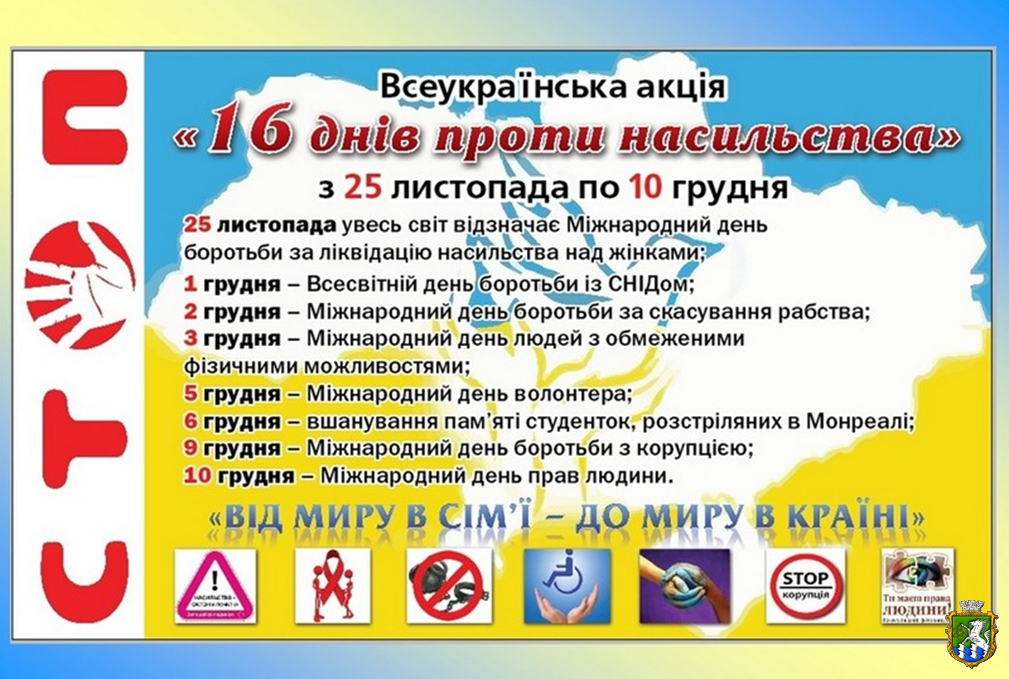 СТОП
Всеукраїнська акція
«16 днів проти насильства»
з 25 листопада по 10 грудня
25 листопада увесь світ відзначає Міжнародний день
боротьби за ліквідацію насильства над жінками;
1 грудня – Всесвітній день боротьби із СНІДом;
2 грудня – Міжнародний день боротьби за скасування рабства;
3 грудня – Міжнародний день людей з обмеженими
фізичними можливостями;
5 грудня – Міжнародний день волонтера;
6 грудня – вшанування пам’яті студенток, розстріляних в Монреалі;
9 грудня – Міжнародний день боротьби з корупцією;
10 грудня – Міжнародний день прав людини.
«ВІД МИРУ В СІМ’Ї – ДО МИРУ В КРАЇНІ»
!
НАСИЛЬСТВО -
STOP
корупція
Ти маєш права
ЛЮДИНИ!